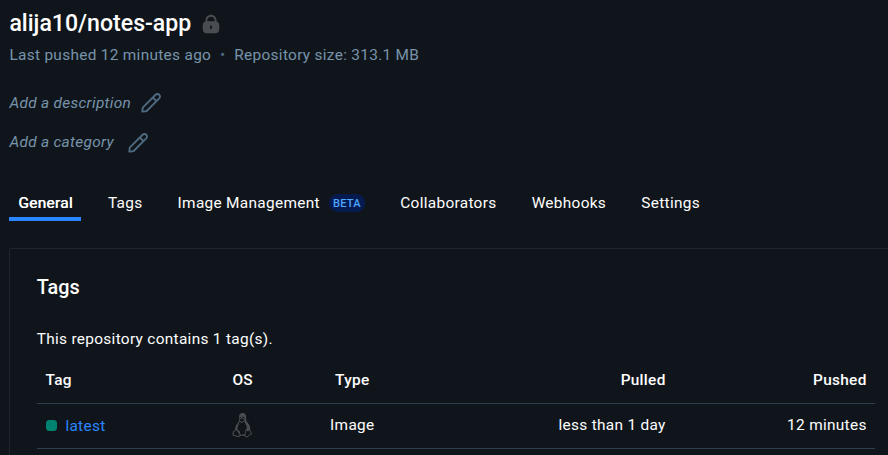 alija10/notes-app
Last pushed 12 minutes ago • Repository size: 313.1 MB
Add a description
Add a category
General Tags Image Management BETA Collaborators Webhooks Settings
Tags
This repository contains 1 tag(s).
Tag OS Type Pulled Pushed
latest Image less than 1 day 12 minutes